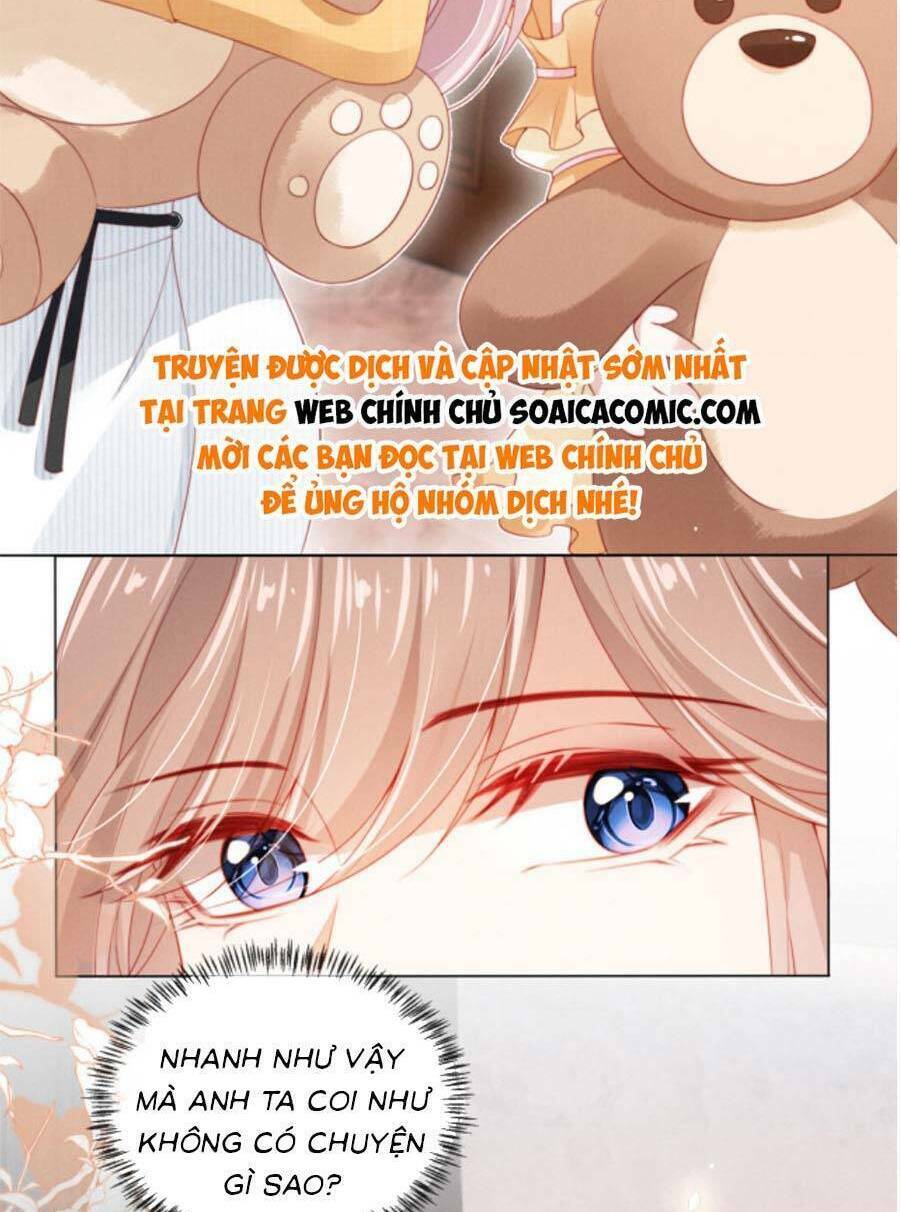 TRUYỆN ĐƯỢC DỊCH VÀ CẬP NHẬT SỚM NHẤT
TẠI TRANG WEB CHÍNH CHỦ SOAICACOMIC.COM
MỜI CÁC BẠN ĐỌC TẠI WEB CHÍNH CHỦ
ĐỂ ỦNG HỘ NHÓM DỊCH NHÉ!
NHANH NHƯ VẬY
MÀ ANH TA COI NHƯ
KHÔNG CÓ CHUYỆN
GÌ SAO?